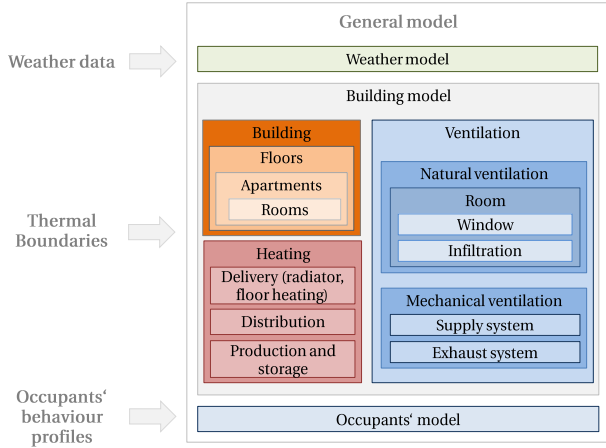 General model
Weather data
Weather model
Building model
Building
Floors
Apartments
Rooms
Ventilation
Natural ventilation
Room
Window
Infiltration
Thermal
Boundaries
Heating
Delivery (radiator,
floor heating)
Distribution
Production and
storage
Mechanical ventilation
Supply system
Exhaust system
Occupants‘
behaviour
profiles
Occupants‘ model